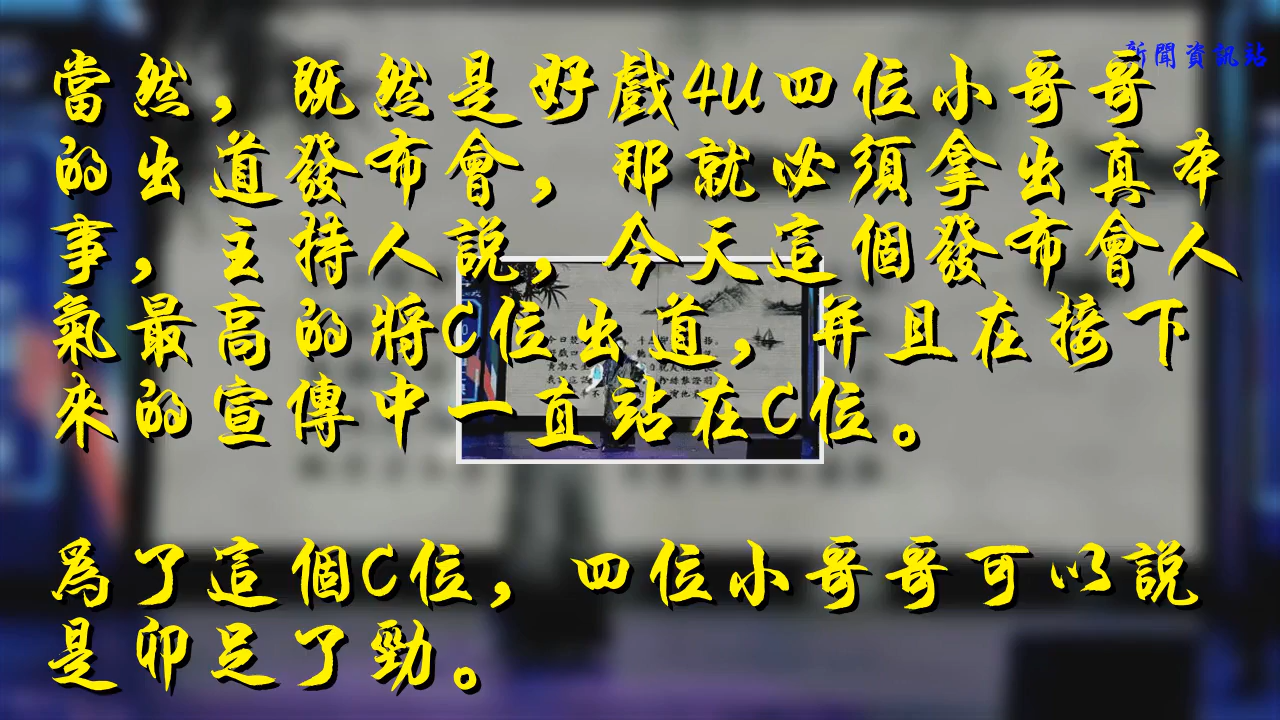 新聞資訊站
當然，既然是好戲4U四位小哥哥
的出道發布會，那就必須拿出真本
事，主持人說，今天這個發布會人
氣最高的將C位出道，并且在接下
來的宣傳中一直站在C位。
為了這個C位，四位小哥哥可以說
是卯足了勁。